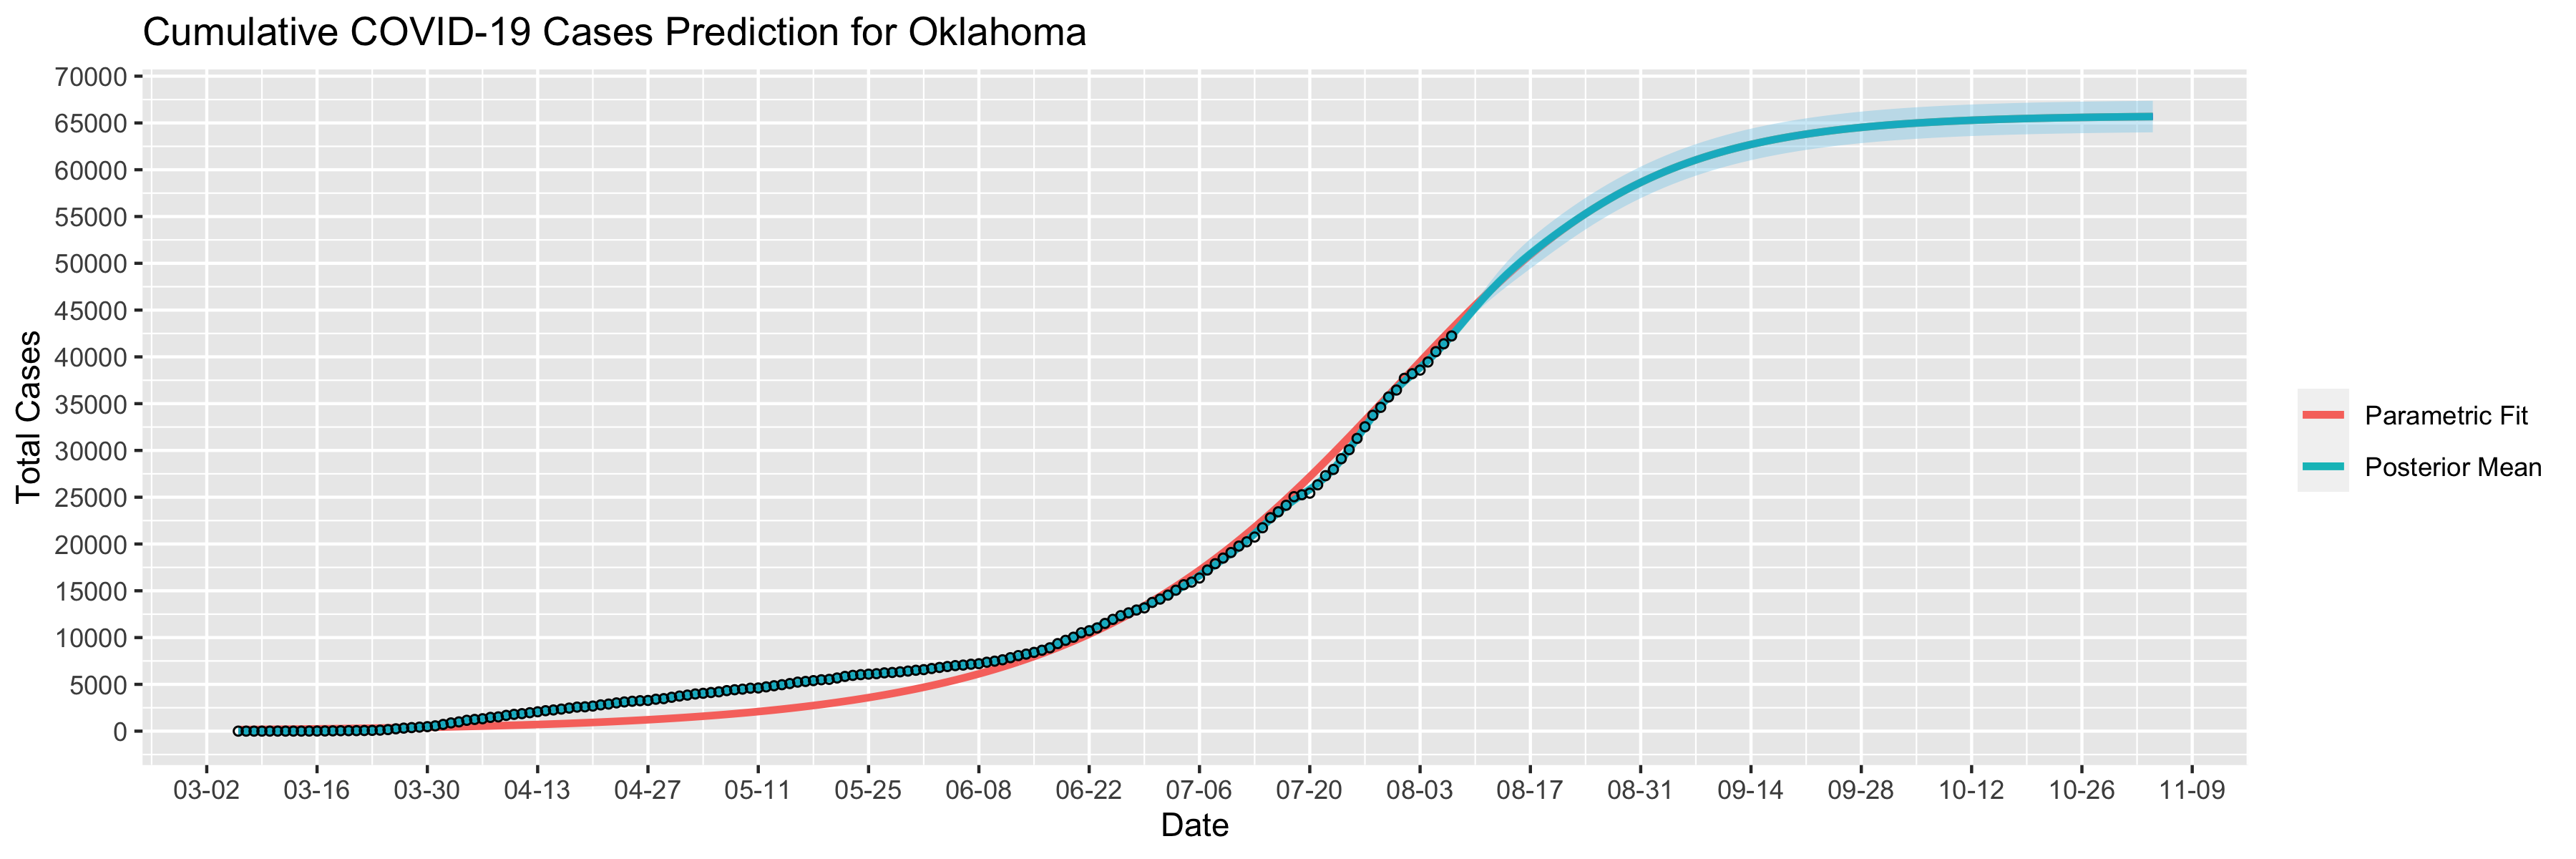 Cumulative COVID-19 Cases Prediction for Oklahoma
70000
65000
60000
55000
50000
45000
40000
35000
30000
25000
20000
15000
10000
5000
0
Total Cases
03-02 03-16 03-30 04-13 04-27 05-11 05-25 06-08 06-22 07-06 07-20 08-03 08-17 08-31 09-14 09-28 10-12 10-26 11-09
Date
Parametric Fit
Posterior Mean